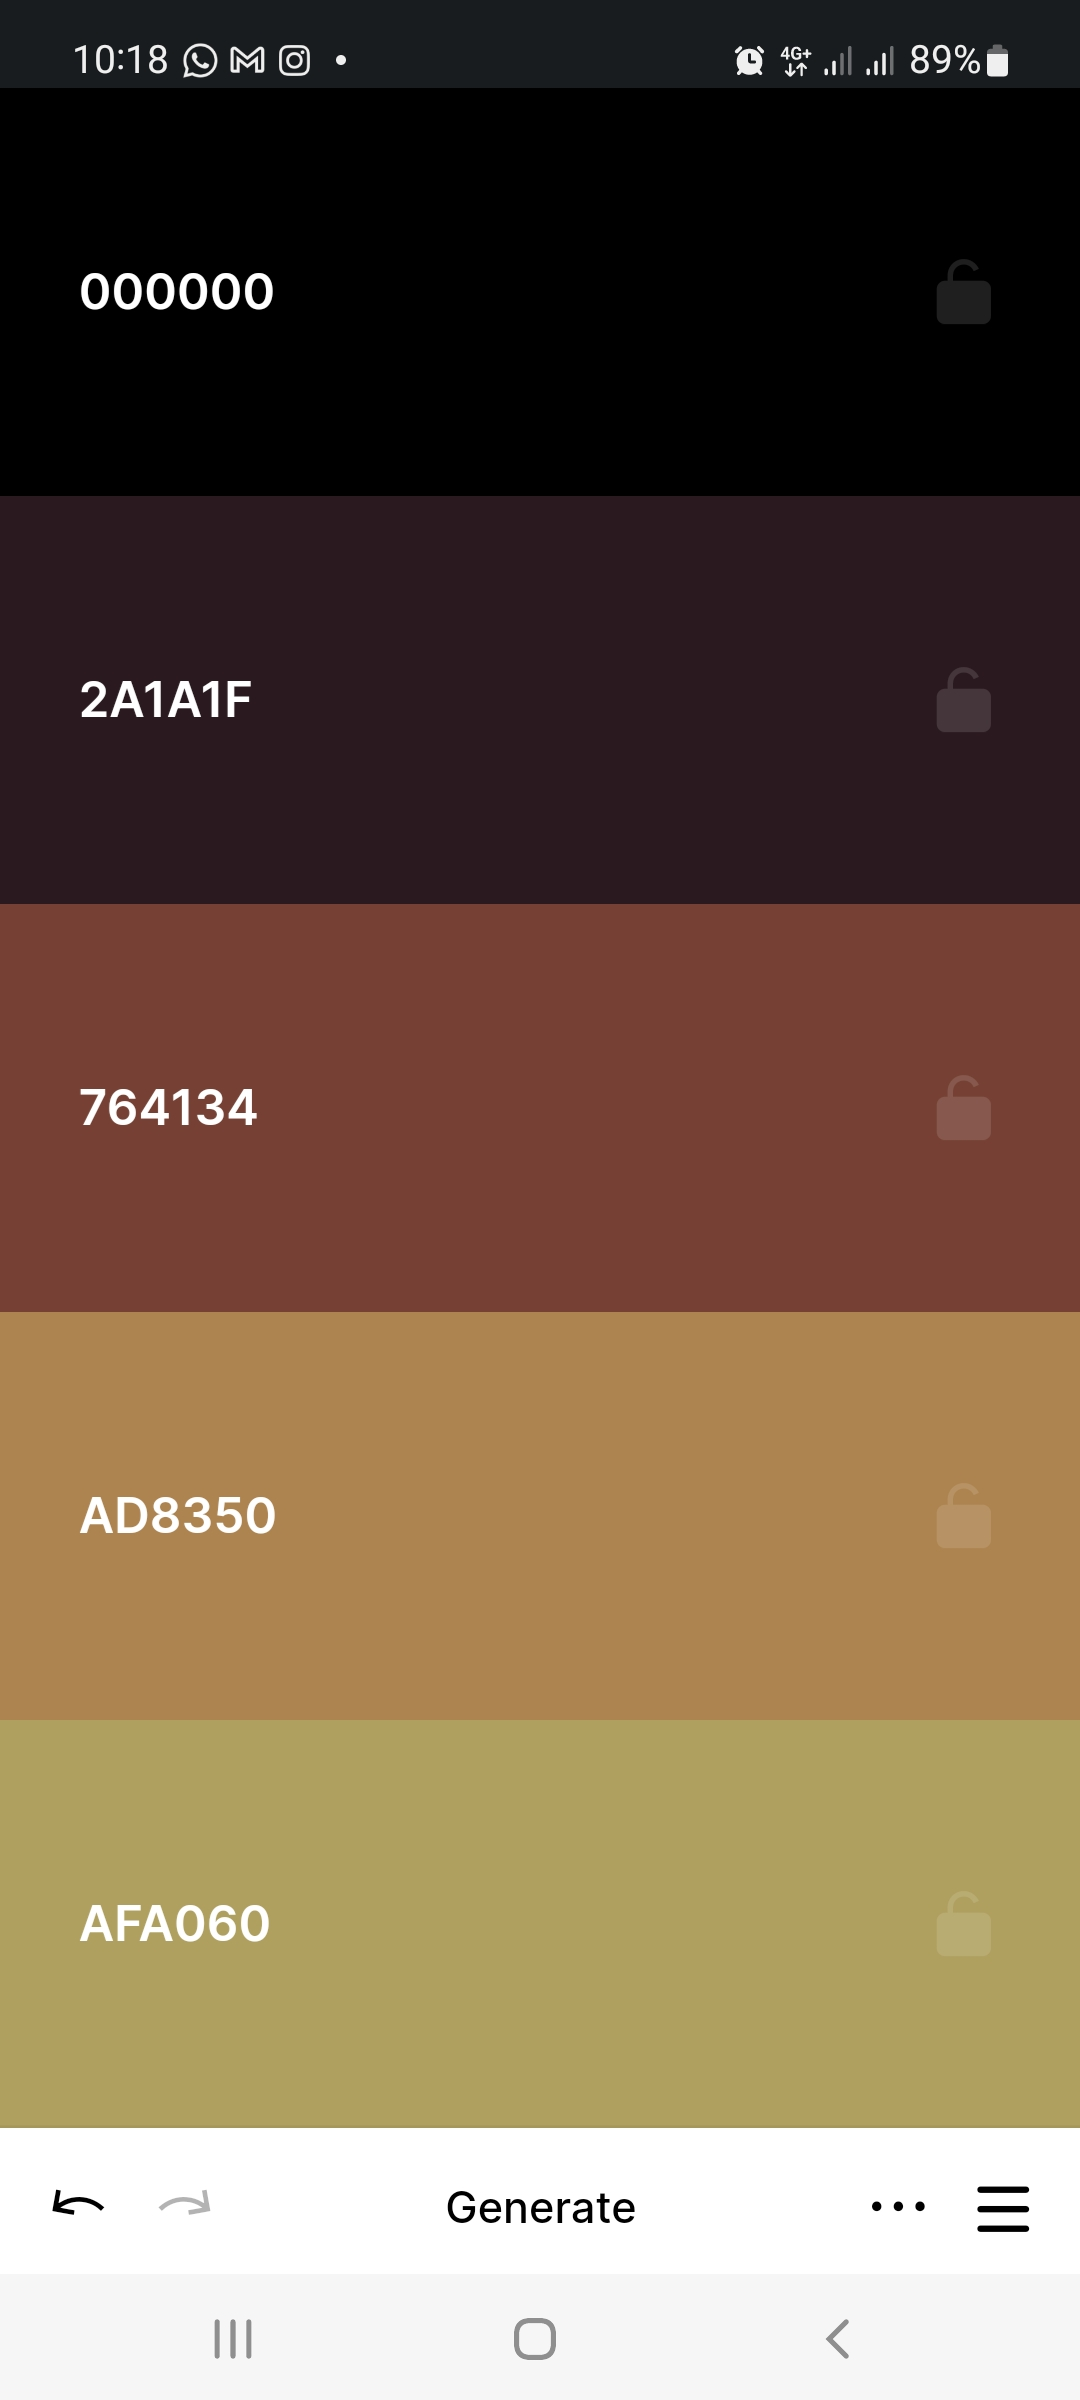 10:18
4G+
89%
000000
2A1A1F
764134
AD8350
AFA060
Generate